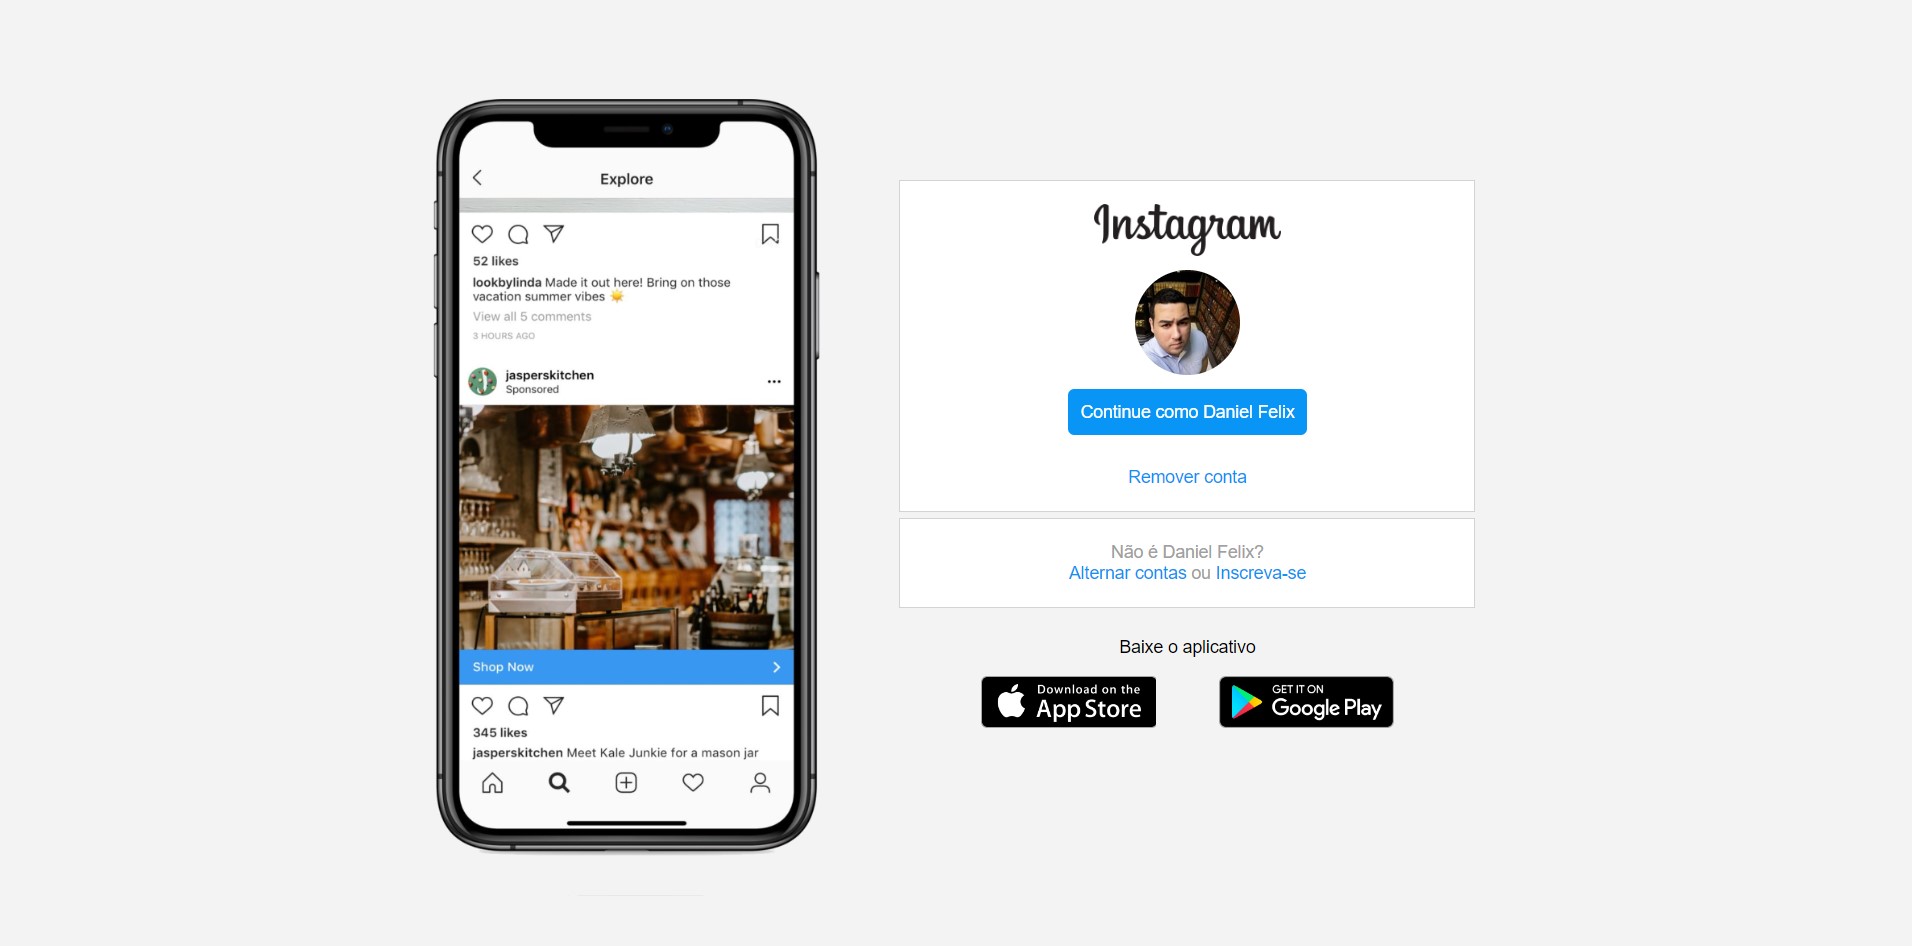 Explore
52 likes
lookbylinda Made it out here! Bring on those
vacation summer vibes ☀️
View all 5 comments
3 HOURS AGO
jasperskitchen
Sponsored
Shop Now
345 likes
jasperskitchen Meet Kale Junkie for a mason jar
Instagram
Continue como Daniel Felix
Remover conta
Não é Daniel Felix?
Alternar contas ou Inscreva-se
Baixe o aplicativo
Download on the
App Store
GET IT ON
Google Play